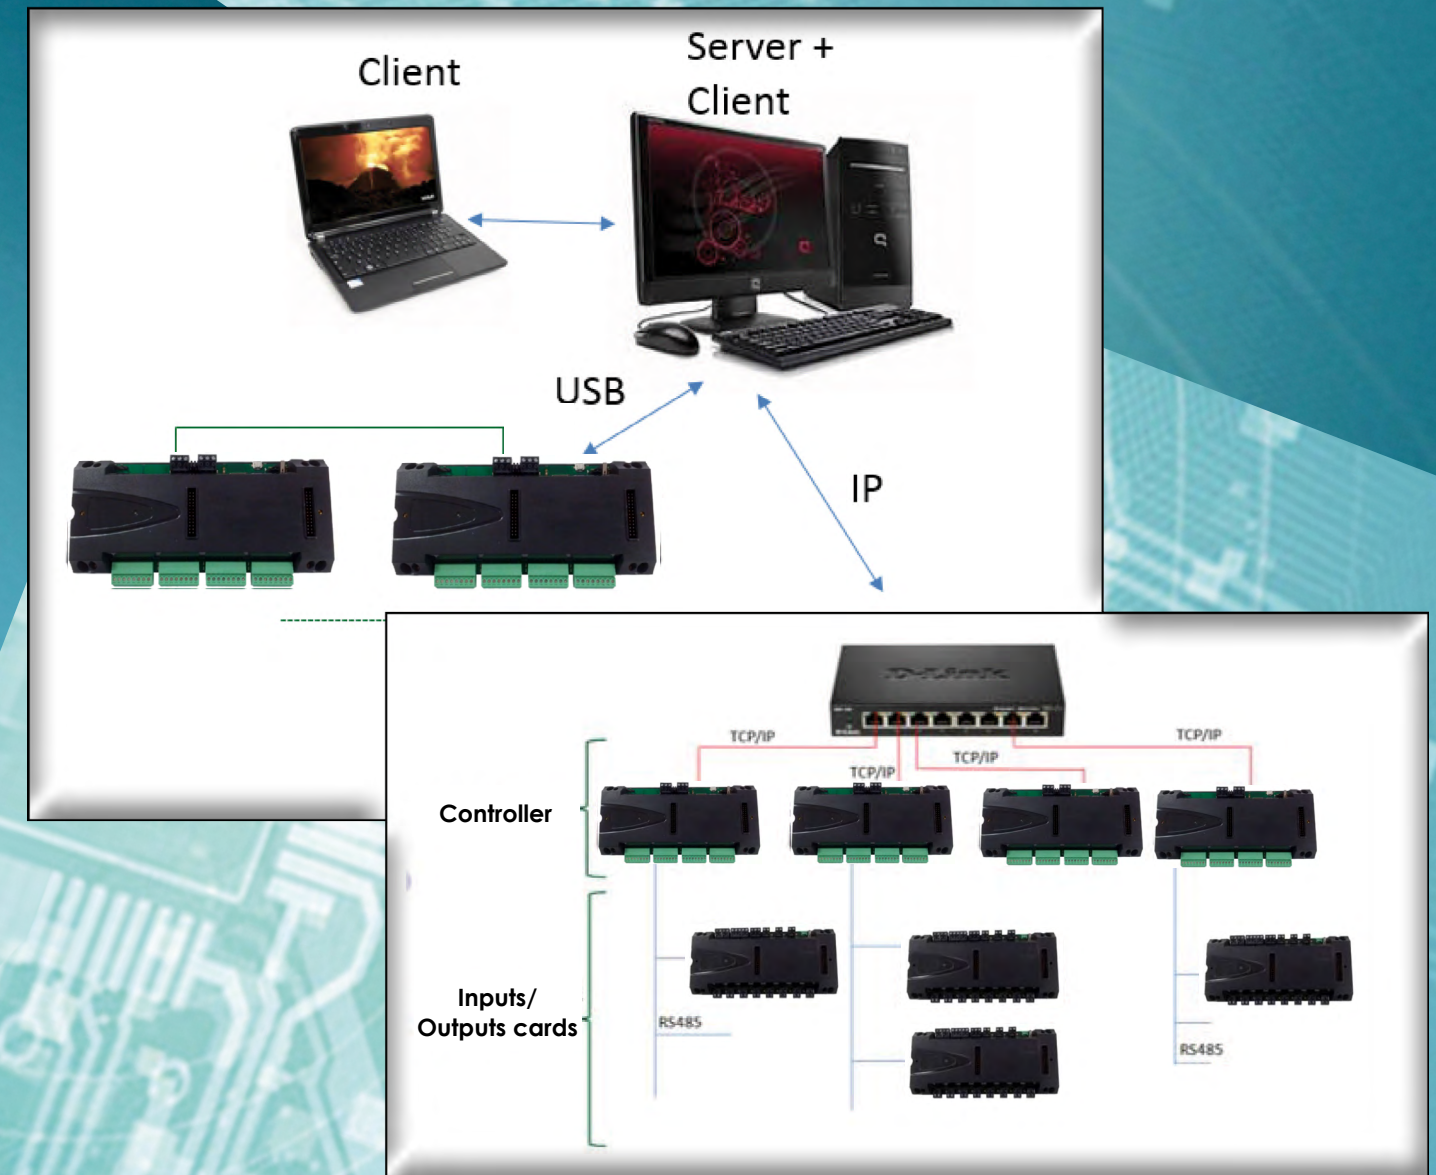 Client
Server +
Client
USB
IP
D-Link
TCP/IP
TCP/IP
TCP/IP
TCP/IP
Controller
Inputs/
Outputs cards
RS485
RS485